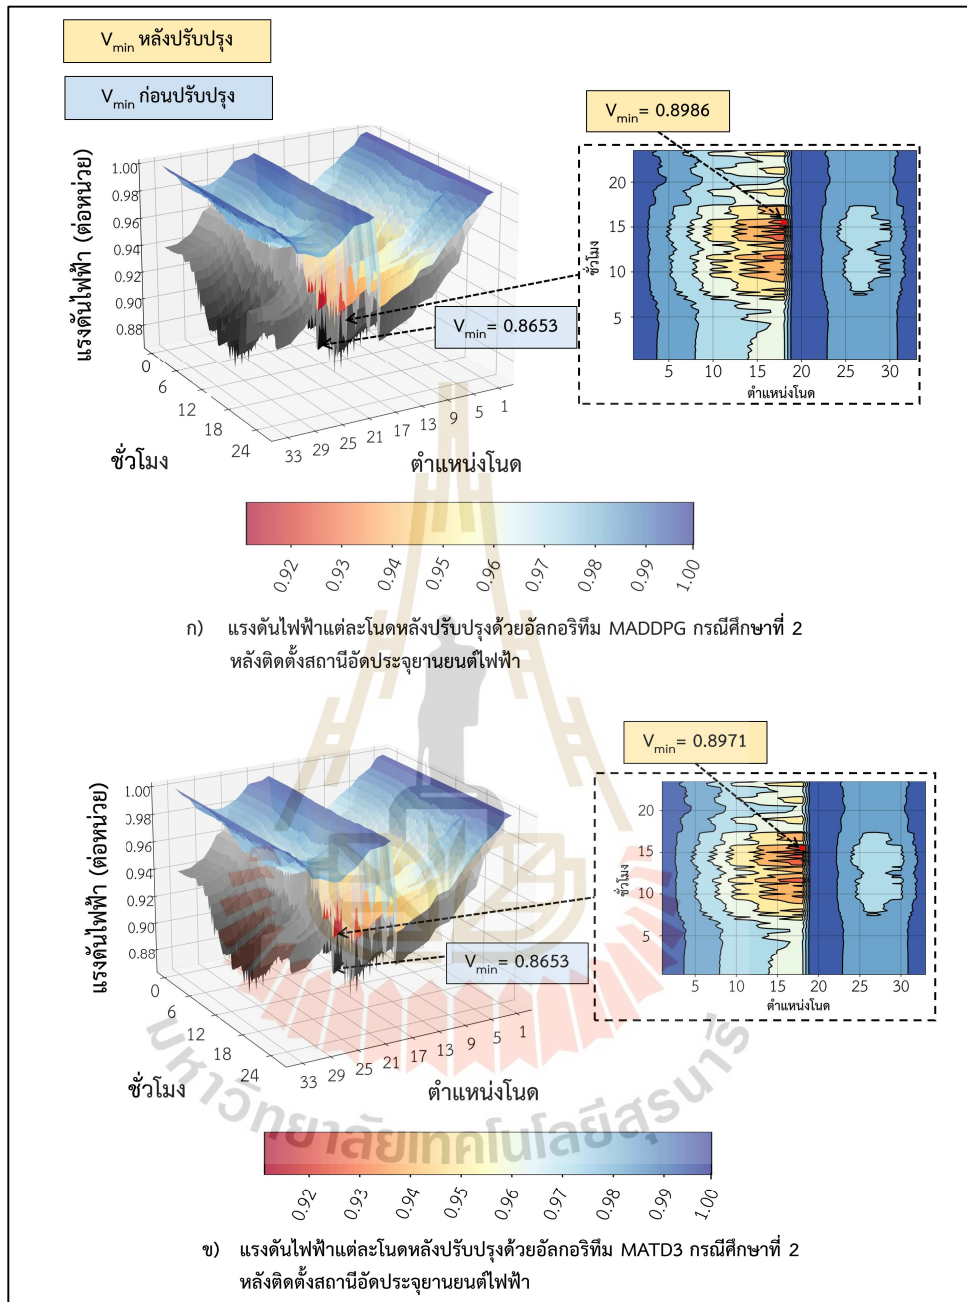 V_min หลังปรับปรุง
V_min ก่อนปรับปรุง
V_min= 0.8986
แรงดันไฟฟ้า (ต่อหน่วย)
1.00
0.98
0.96
0.94
0.92
0.90
0.88
0
6
12
18
24
ชั่วโมง
33 29 25 21 17 13 9 5 1
ตำแหน่งโนด
V_min= 0.8653
ชั่วโมง
20
15
10
5
5 10 15 20 25 30
ตำแหน่งโนด
0.92 0.93 0.94 0.95 0.96 0.97 0.98 0.99 1.00
ก) แรงดันไฟฟ้าแต่ละโนดหลังปรับปรุงด้วยอัลกอริทึม MADDPG กรณีศึกษาที่ 2
หลังติดตั้งสถานีอัดประจุยานยนต์ไฟฟ้า
V_min= 0.8971
แรงดันไฟฟ้า (ต่อหน่วย)
1.00
0.98
0.96
0.94
0.92
0.90
0.88
0
6
12
18
24
ชั่วโมง
33 29 25 21 17 13 9 5 1
ตำแหน่งโนด
V_min= 0.8653
ชั่วโมง
20
15
10
5
5 10 15 20 25 30
ตำแหน่งโนด
มหาวิทยาลัยเทคโนโลยีสุรนารี
0.92 0.93 0.94 0.95 0.96 0.97 0.98 0.99 1.00
ข) แรงดันไฟฟ้าแต่ละโนดหลังปรับปรุงด้วยอัลกอริทึม MATD3 กรณีศึกษาที่ 2
หลังติดตั้งสถานีอัดประจุยานยนต์ไฟฟ้า